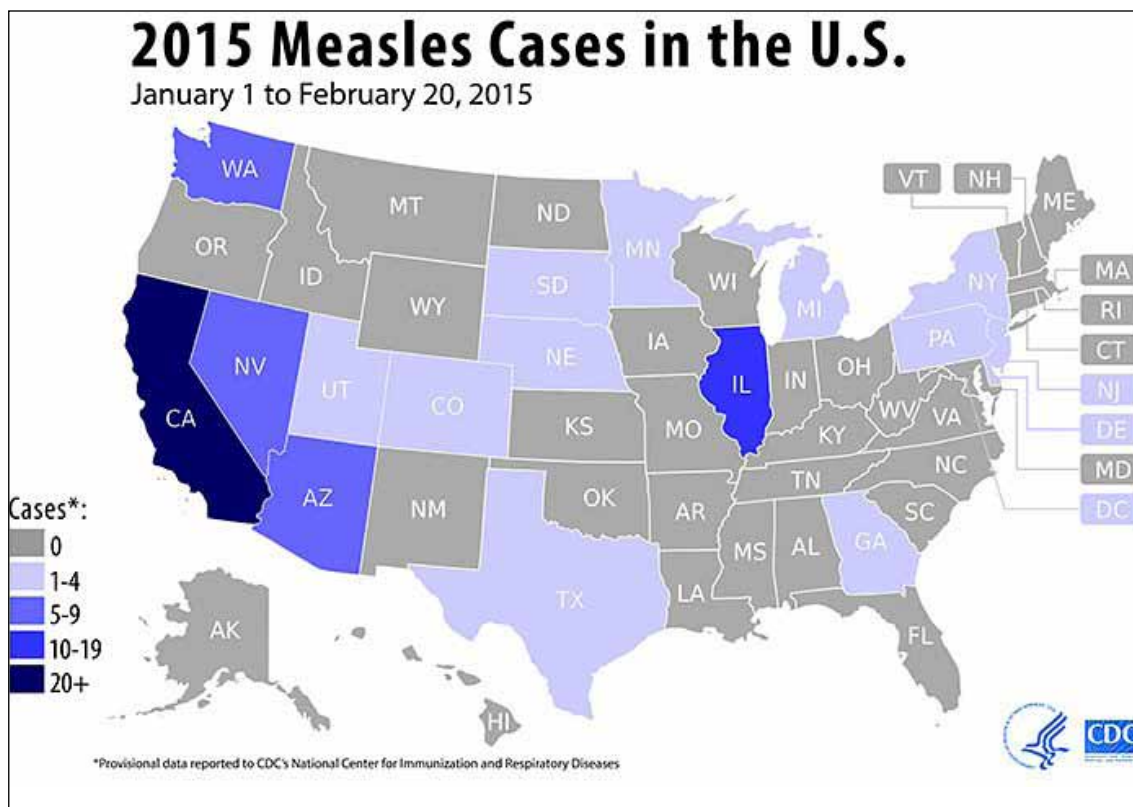 2015 Measles Cases in the U.S.
January 1 to February 20, 2015
WA
MT
ND
MN
VT
NH
ME
OR
ID
SD
WI
MI
NY
MA
RI
CT
WY
IA
NE
PA
NJ
DE
MD
DC
NV
UT
CO
KS
MO
IL
IN
OH
WV
VA
KY
CA
AZ
NM
OK
AR
TN
NC
SC
MS
AL
GA
TX
LA
FL
AK
HI
Cases*:
0
1-4
5-9
10-19
20+
*Provisional data reported to CDC's National Center for Immunization and Respiratory Diseases
CDC